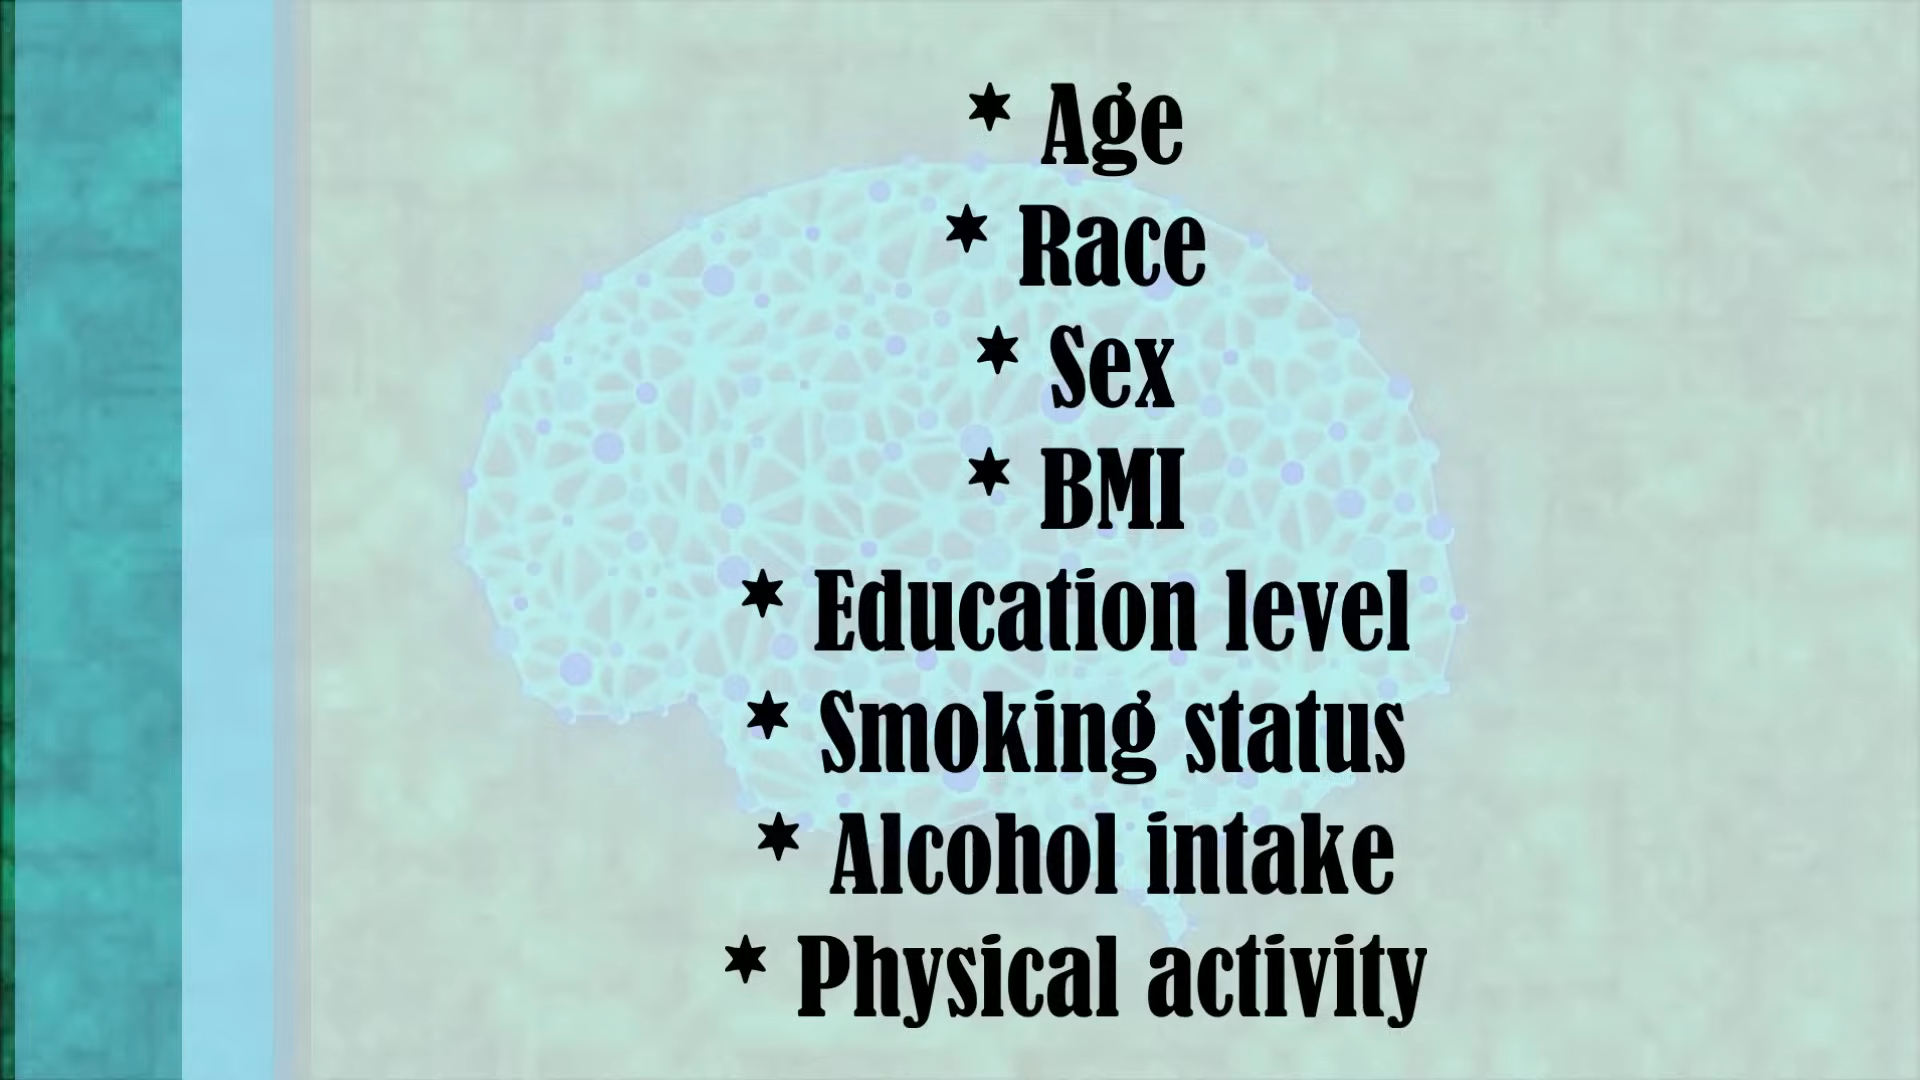 * Age
* Race
* Sex
* BMI
* Education level
* Smoking status
* Alcohol intake
* Physical activity